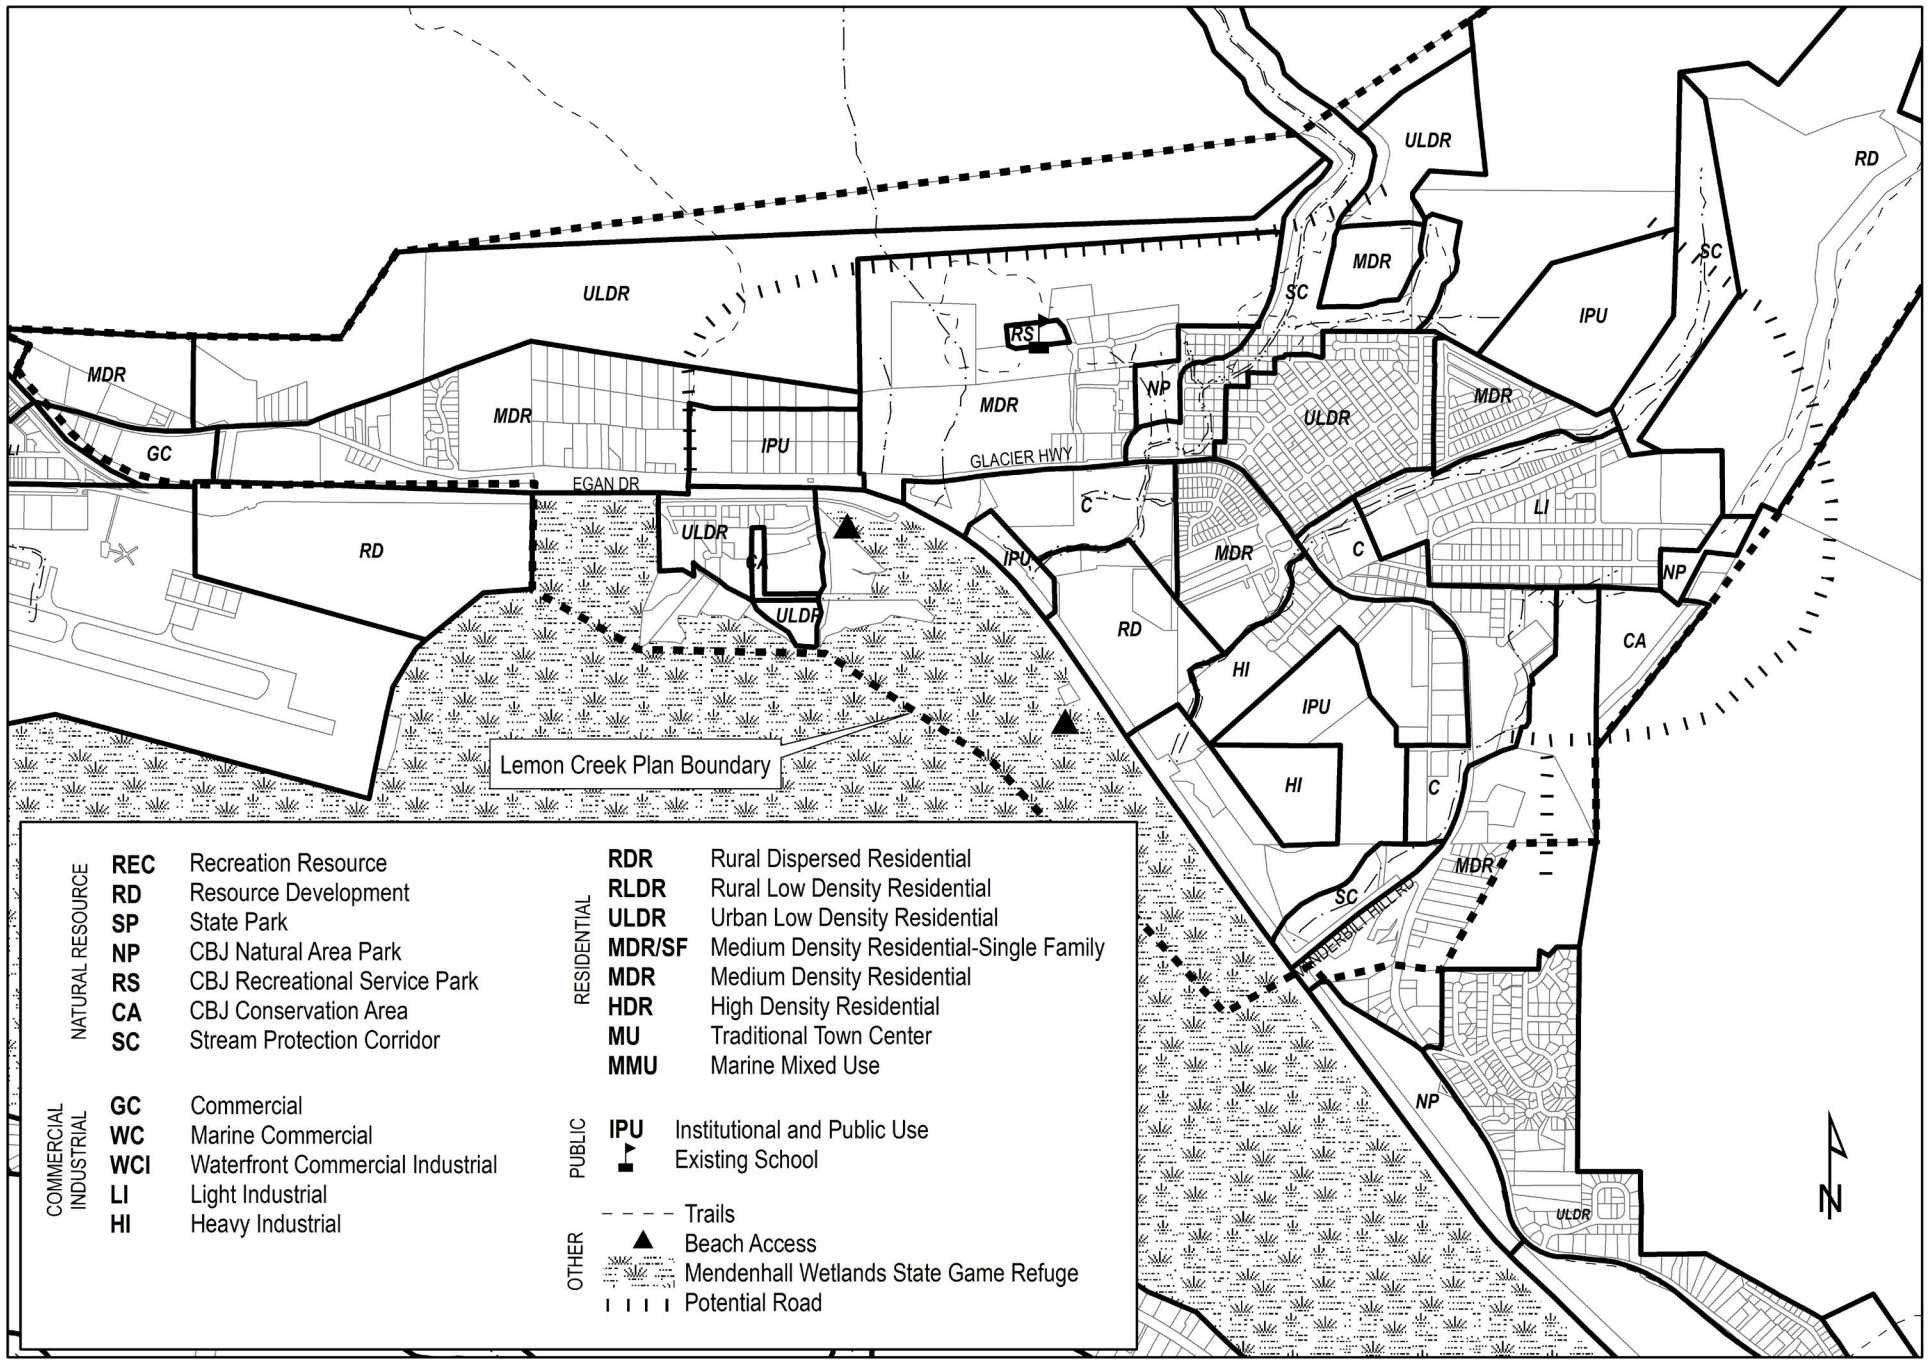 ULDR
RD
SC
MDR
ULDR
SC
IPU
RS
MDR
NP
MDR
MDR
MDR
ULDR
MDR
LI
GC
IPU
GLACIER HWY
EGAN DR
C
LI
RD
ULDR
CA
IPU
MDR
C
NP
ULDR
RD
CA
HI
IPU
Lemon Creek Plan Boundary
HI
C
MDR
SC
VANDERBILT HILL RD
NP
ULDR
N
NATURAL RESOURCE
REC Recreation Resource
RD Resource Development
SP State Park
NP CBJ Natural Area Park
RS CBJ Recreational Service Park
CA CBJ Conservation Area
SC Stream Protection Corridor
COMMERCIAL
INDUSTRIAL
GC Commercial
WC Marine Commercial
WCI Waterfront Commercial Industrial
LI Light Industrial
HI Heavy Industrial
RESIDENTIAL
RDR Rural Dispersed Residential
RLDR Rural Low Density Residential
ULDR Urban Low Density Residential
MDR/SF Medium Density Residential-Single Family
MDR Medium Density Residential
HDR High Density Residential
MU Traditional Town Center
MMU Marine Mixed Use
PUBLIC
IPU Institutional and Public Use
Existing School
OTHER
Trails
Beach Access
Mendenhall Wetlands State Game Refuge
Potential Road